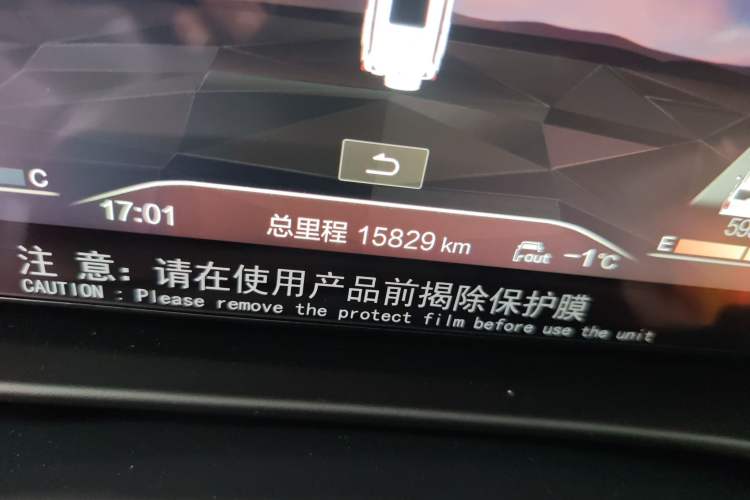 C
17:01
总里程 15829 km
out -1℃
E
注 意：请在使用产品前揭除保护膜
CAUTION : Please remove the protect film before use the unit